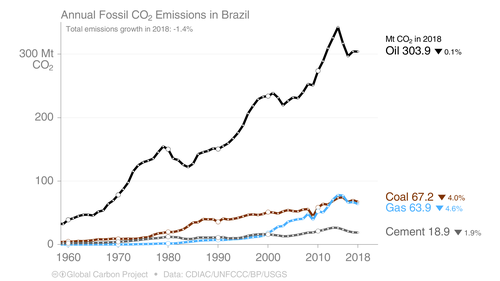 Annual Fossil CO₂ Emissions in Brazil
Total emissions growth in 2018: -1.4%
Mt CO₂ in 2018
Oil 303.9 ▼ 0.1%
300 Mt
CO₂
200
100
Coal 67.2 ▼ 4.0%
Gas 63.9 ▼ 4.6%
Cement 18.9 ▼ 1.9%
0
1960 1970 1980 1990 2000 2010 2018
Global Carbon Project • Data: CDIAC/UNFCCC/BP/USGS